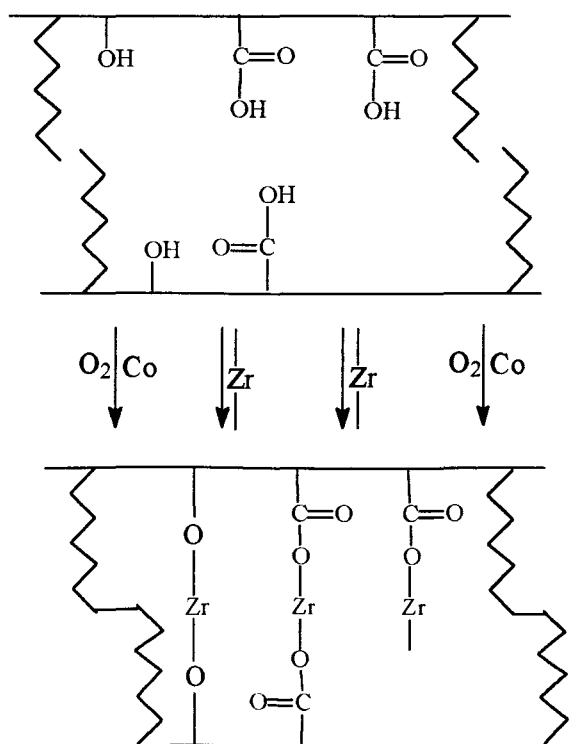 OH C=O C=O
OH OH
OH
OH O=C
O₂ Co Zr Zr O₂ Co
C=O C=O
O O O
Zr Zr Zr
O O
O=C